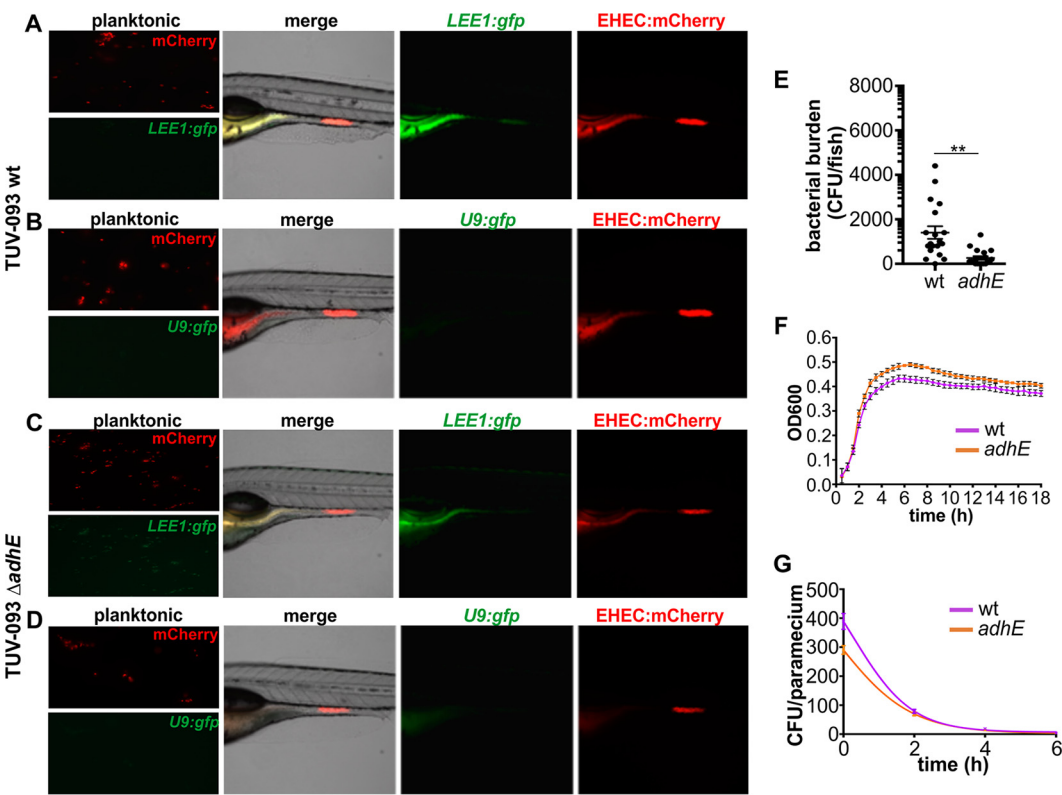 A
planktonic
merge
LEE1:gfp
EHEC:mCherry
mCherry
LEE1:gfp
TUV-093 wt
B
planktonic
merge
U9:gfp
EHEC:mCherry
mCherry
U9:gfp
C
planktonic
merge
LEE1:gfp
EHEC:mCherry
mCherry
LEE1:gfp
TUV-093 ΔadhE
D
planktonic
merge
U9:gfp
EHEC:mCherry
mCherry
U9:gfp
E
bacterial burden
(CFU/fish)
8000
6000
4000
2000
0
**
wt adhE
F
OD600
0.6
0.5
0.4
0.3
0.2
0.1
0.0
wt
adhE
0 2 4 6 8 10 12 14 16 18
time (h)
G
CFU/paramecium
500
400
300
200
100
0
wt
adhE
0 2 4 6
time (h)